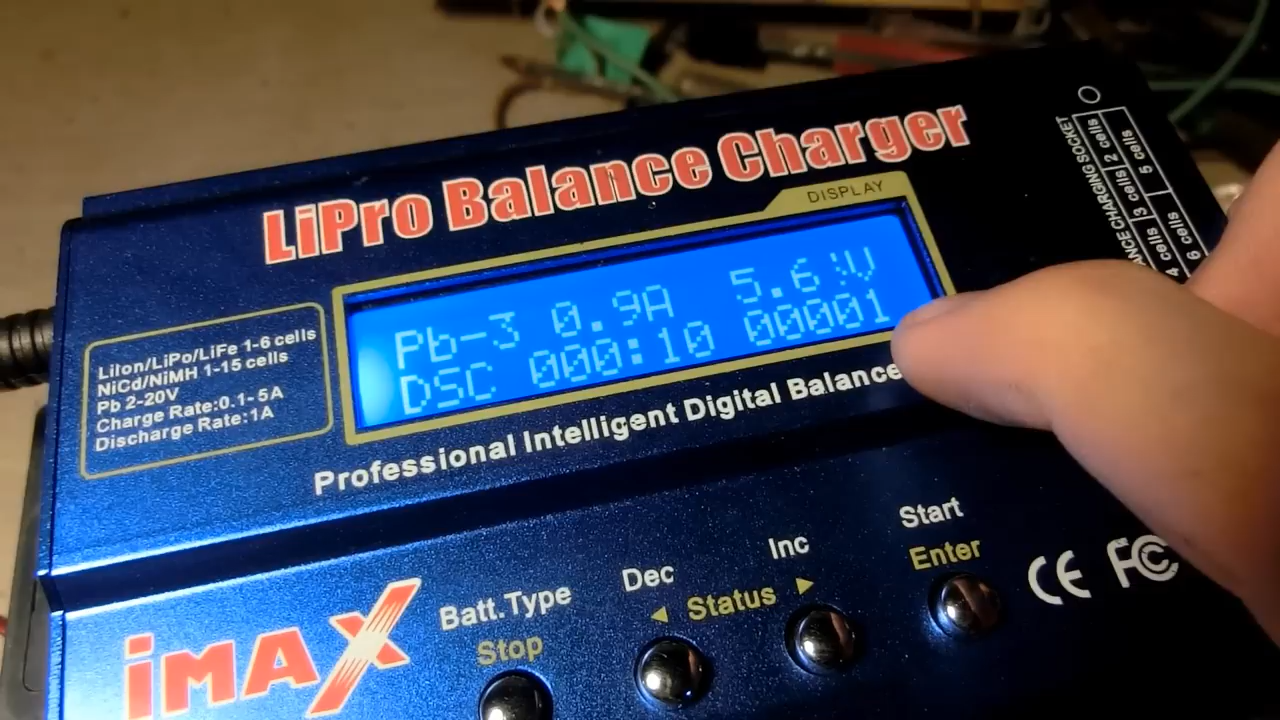 LiPro Balance Charger
DISPLAY
Pb-3 0.9A
DSC 000:10 00001
LiIon/LiPo/LiFe 1-6 cells
NiCd/NiMH 1-15 cells
Pb 2-20V
Charge Rate:0.1-5A
Discharge Rate:1A
Professional Intelligent Digital Balance
CHARGING SOCKET
2 cells
3 cells
4 cells
5 cells
6 cells
iMAX
Batt.Type
Stop
Dec
Inc
Status
Start
Enter
CE FC